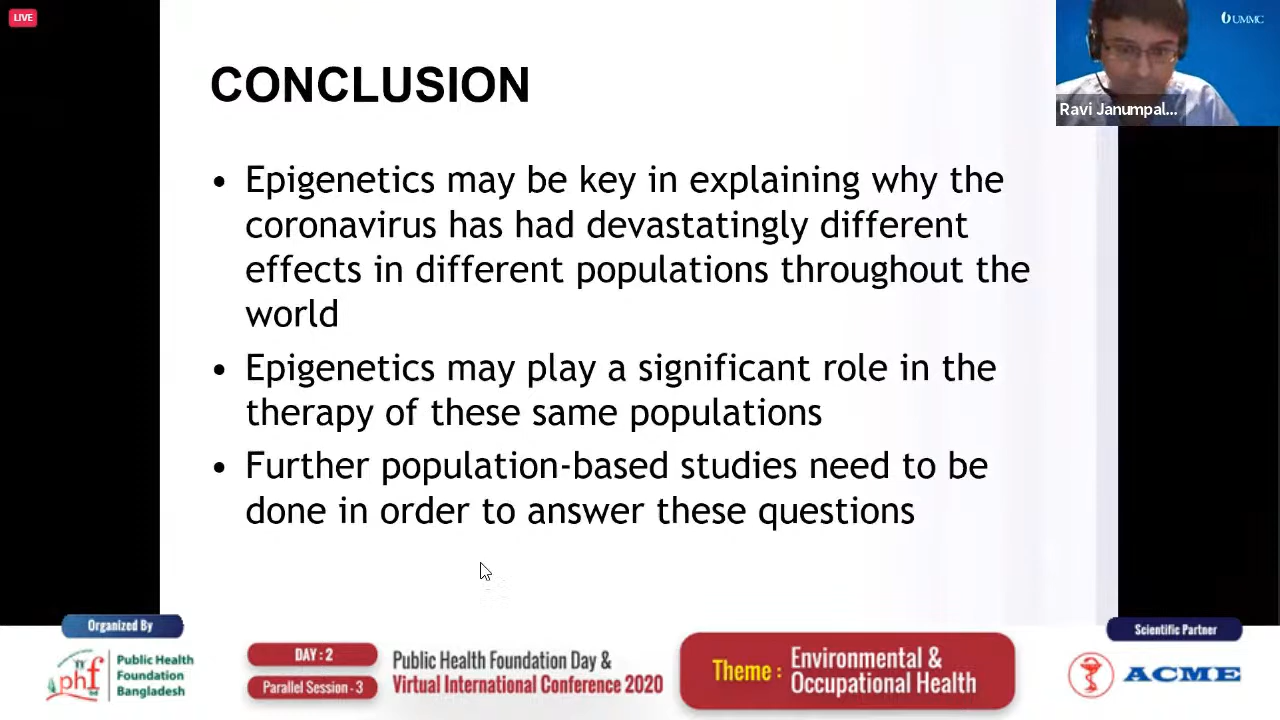 LIVE
UMMC
Ravi Janumpal...
CONCLUSION
• Epigenetics may be key in explaining why the
coronavirus has had devastatingly different
effects in different populations throughout the
world
• Epigenetics may play a significant role in the
therapy of these same populations
• Further population-based studies need to be
done in order to answer these questions
Organized By
phf
Public Health
Foundation
Bangladesh
DAY : 2
Parallel Session - 3
Public Health Foundation Day &
Virtual International Conference 2020
Theme :
Environmental &
Occupational Health
Scientific Partner
ACME